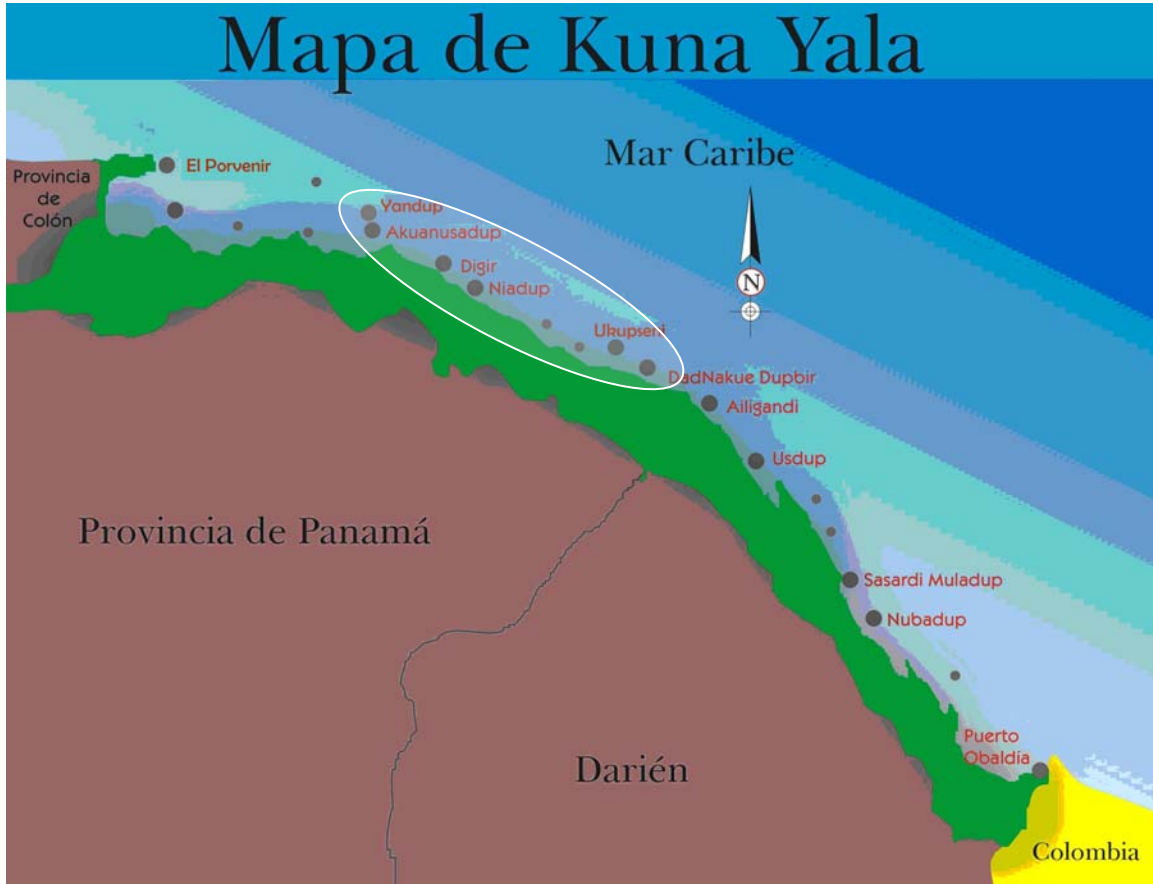 Mapa de Kuna Yala
Mar Caribe
El Porvenir
Provincia
de
Colón
Yandup
Akuanusadup
N
Digir
Niadup
Ukupseni
DadNakue Dupbir
Ailigandi
Usdup
Provincia de Panamá
Sasardi Muladup
Nubadup
Puerto
Obaldía
Darién
Colombia